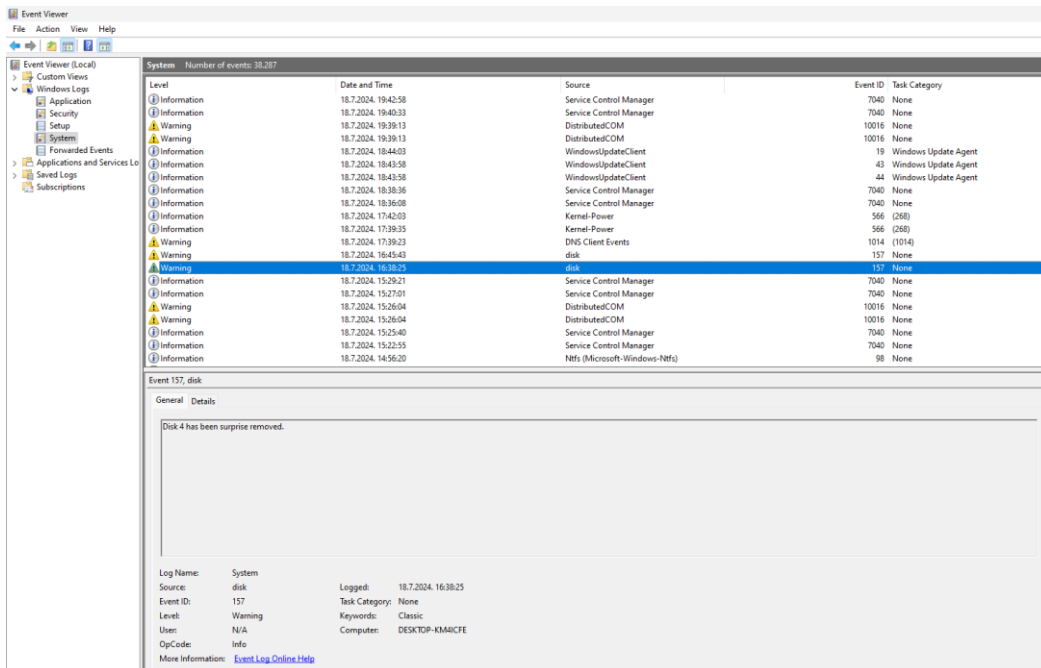 Event Viewer
File Action View Help
Event Viewer (Local)
Custom Views
Windows Logs
Application
Security
Setup
System
Forwarded Events
Applications and Services Lo
Saved Logs
Subscriptions
System Number of events: 38.287
Level Date and Time Source Event ID Task Category
Information 18.7.2024. 19:42:58 Service Control Manager 7040 None
Information 18.7.2024. 19:40:33 Service Control Manager 7040 None
Warning 18.7.2024. 19:39:13 DistributedCOM 10016 None
Warning 18.7.2024. 19:39:13 DistributedCOM 10016 None
Information 18.7.2024. 18:44:03 WindowsUpdateClient 19 Windows Update Agent
Information 18.7.2024. 18:43:58 WindowsUpdateClient 43 Windows Update Agent
Information 18.7.2024. 18:43:58 WindowsUpdateClient 44 Windows Update Agent
Information 18.7.2024. 18:38:36 Service Control Manager 7040 None
Information 18.7.2024. 18:36:08 Service Control Manager 7040 None
Information 18.7.2024. 17:42:03 Kernel-Power 566 (268)
Information 18.7.2024. 17:39:35 Kernel-Power 566 (268)
Warning 18.7.2024. 17:39:23 DNS Client Events 1014 (1014)
Warning 18.7.2024. 16:45:43 disk 157 None
Warning 18.7.2024. 16:38:25 disk 157 None
Information 18.7.2024. 15:29:21 Service Control Manager 7040 None
Information 18.7.2024. 15:27:01 Service Control Manager 7040 None
Warning 18.7.2024. 15:26:04 DistributedCOM 10016 None
Warning 18.7.2024. 15:26:04 DistributedCOM 10016 None
Information 18.7.2024. 15:25:40 Service Control Manager 7040 None
Information 18.7.2024. 15:22:55 Service Control Manager 7040 None
Information 18.7.2024. 14:56:20 Ntfs (Microsoft-Windows-Ntfs) 98 None
Event 157, disk
General Details
Disk 4 has been surprise removed.
Log Name: System
Source: disk Logged: 18.7.2024. 16:38:25
Event ID: 157 Task Category: None
Level: Warning Keywords: Classic
User: N/A Computer: DESKTOP-KM4ICFE
OpCode: Info
More Information: Event Log Online Help